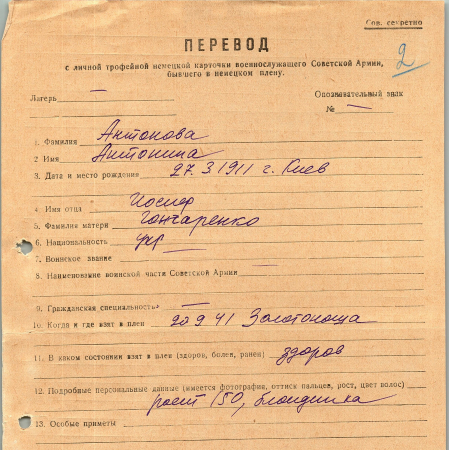 Сов. секретно
2
ПЕРЕВОД
с личной трофейной немецкой карточки военнослужащего Советской Армии,
бывшего в немецком плену.
Лагерь —
Опознавательный знак
№ —
1. Фамилия Антонова
2 Имя Антонина
3. Дата и место рождения 27.3.1911 г. Киев
4. Имя отца Иосиф
5. Фамилия матери Гончаренко
6. Национальность укр
7. Воинское звание —
8. Наименование воинской части Советской Армии
9. Гражданская специальность —
10. Когда и где взят в плен 20 9 41 Золотоноша
11. В каком состоянии взят в плен (здоров, болен, ранен) здоров
12. Подробные персональные данные (имеется фотография, оттиск пальцев, рост, цвет волос)
рост 150, блондинка
13. Особые приметы